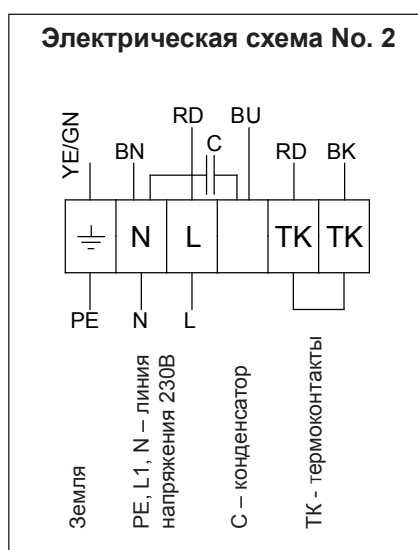 Электрическая схема No. 2
YE/GN
BN
RD
C
BU
RD
BK
N
L
TK
TK
PE
N
L
Земля
PE, L1, N – линия
напряжения 230В
C – конденсатор
TK - термоконтакты